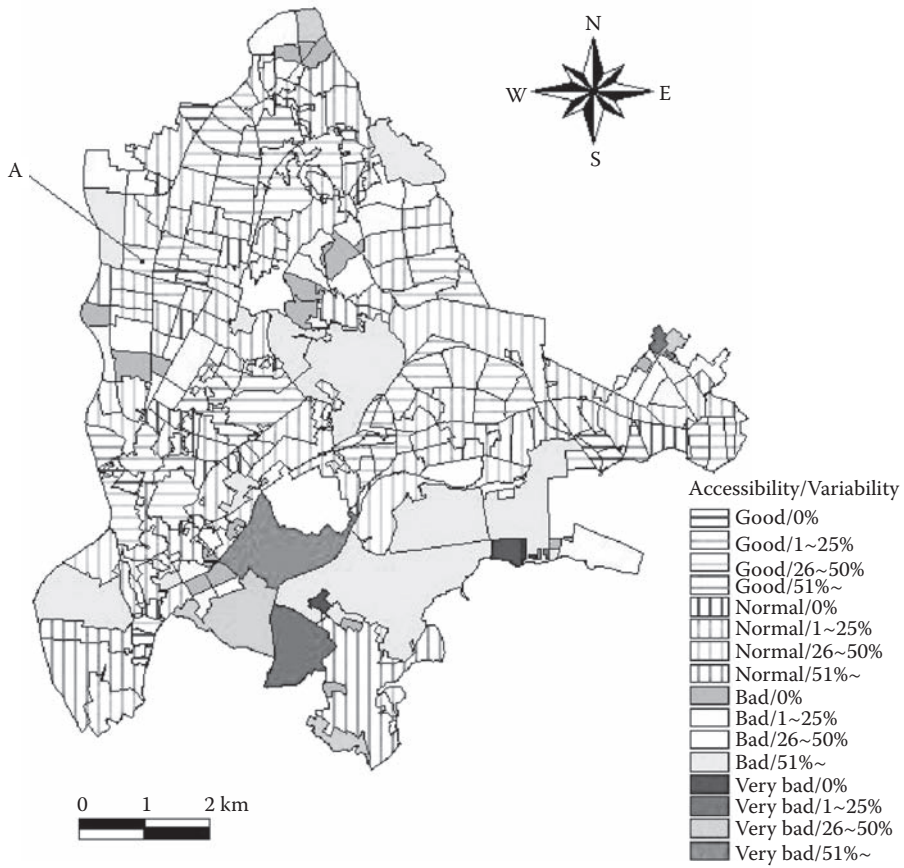 N
W E
S
A
Accessibility/Variability
Good/0%
Good/1~25%
Good/26~50%
Good/51%~
Normal/0%
Normal/1~25%
Normal/26~50%
Normal/51%~
Bad/0%
Bad/1~25%
Bad/26~50%
Bad/51%~
Very bad/0%
Very bad/1~25%
Very bad/26~50%
Very bad/51%~
0 1 2 km